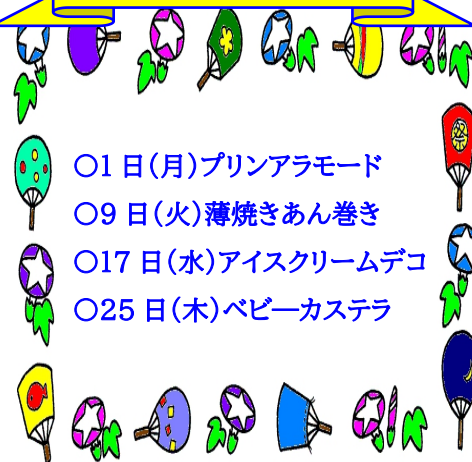 ○1日(月)プリンアラモード
○9日(火)薄焼きあん巻き
○17日(水)アイスクリームデコ
○25日(木)ベビーカステラ